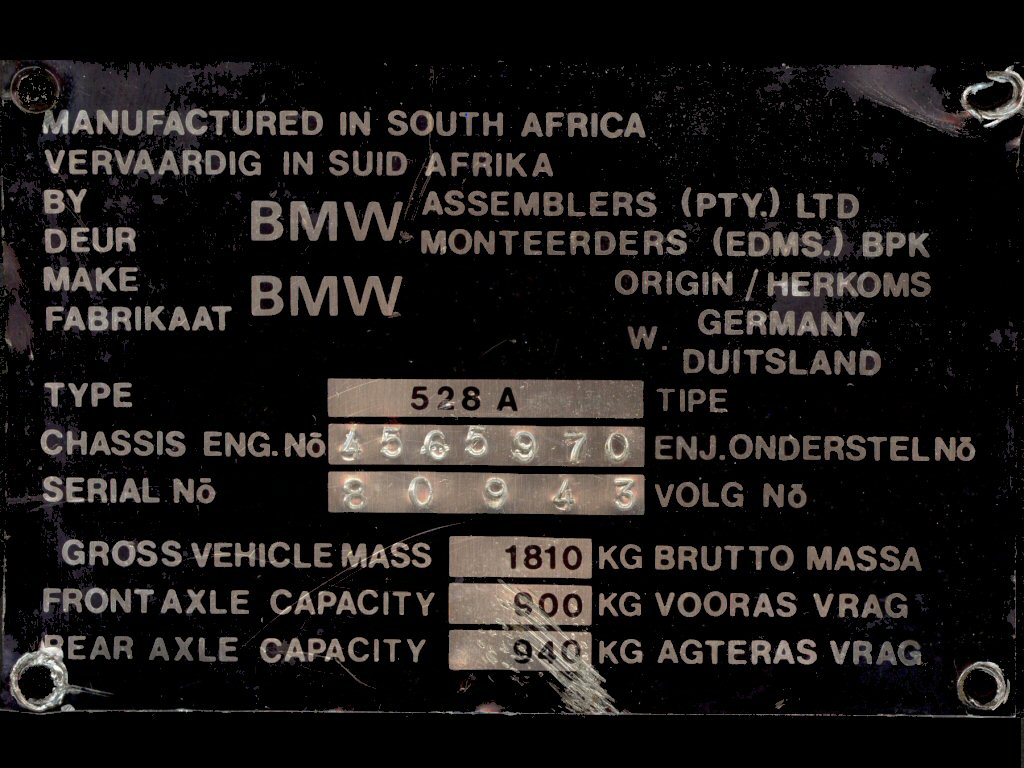 MANUFACTURED IN SOUTH AFRICA
VERVAARDIG IN SUID AFRIKA
BY BMW ASSEMBLERS (PTY.) LTD
DEUR MONTEERDERS (EDMS.) BPK
MAKE BMW ORIGIN / HERKOMS
FABRIKAAT W. GERMANY
DUITSLAND
TYPE 528 A TIPE
CHASSIS ENG. Nō 4565970 ENJ. ONDERSTEL Nō
SERIAL Nō 80943 VOLG Nō
GROSS VEHICLE MASS 1810 KG BRUTTO MASSA
FRONT AXLE CAPACITY 900 KG VOORAS VRAG
REAR AXLE CAPACITY 940 KG AGTERAS VRAG